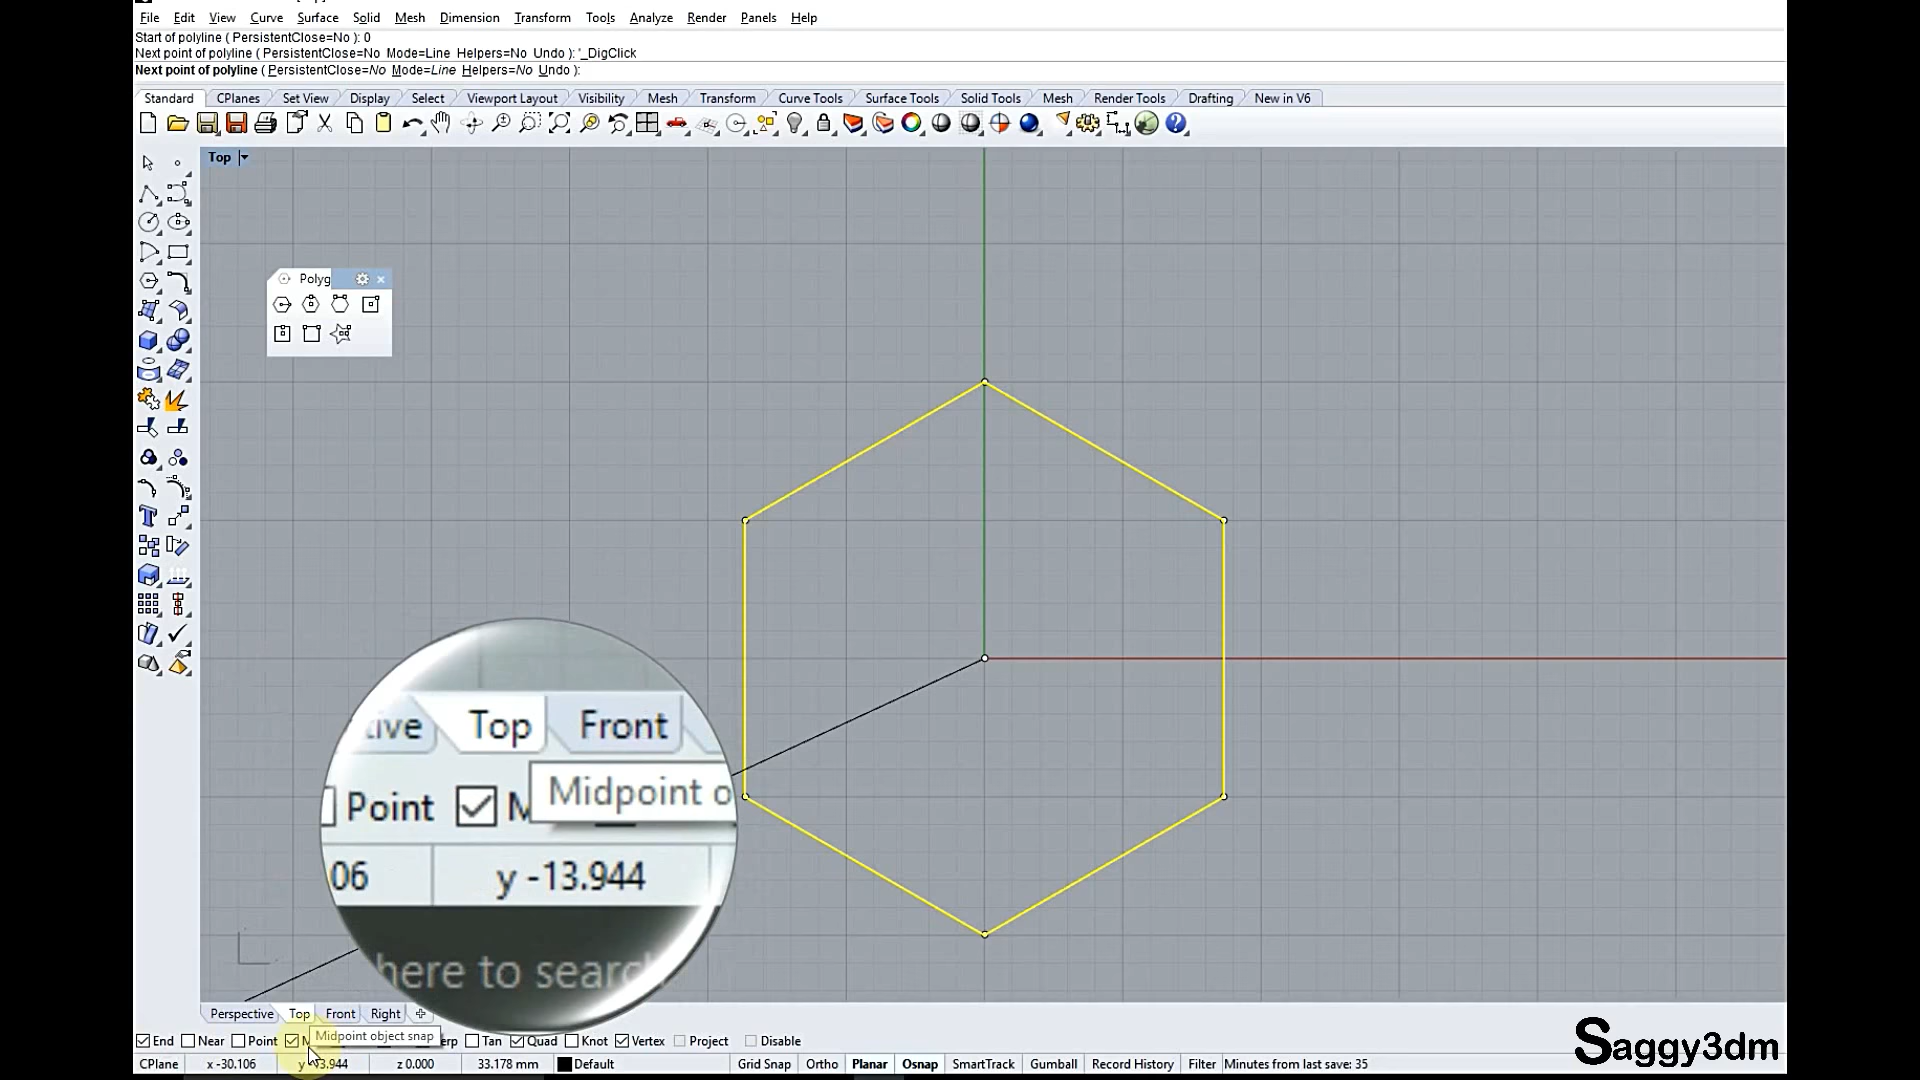 File Edit View Curve Surface Solid Mesh Dimension Transform Tools Analyze Render Panels Help
Start of polyline ( PersistentClose=No ): 0
Next point of polyline ( PersistentClose=No Mode=Line Helpers=No Undo ): '_DigClick
Next point of polyline ( PersistentClose=No Mode=Line Helpers=No Undo ):
Standard CPlanes Set View Display Select Viewport Layout Visibility Mesh Transform Curve Tools Surface Tools Solid Tools Mesh Render Tools Drafting New in V6
Top
Polyg
tive Top Front
Point M Midpoint o
06 y -13.944
here to searc
Perspective Top Front Right
Midpoint object snap
End Near Point M erp Tan Quad Knot Vertex Project Disable
CPlane x -30.106 y -13.944 z 0.000 33.178 mm Default Grid Snap Ortho Planar Osnap SmartTrack Gumball Record History Filter Minutes from last save: 35
Saggy3dm